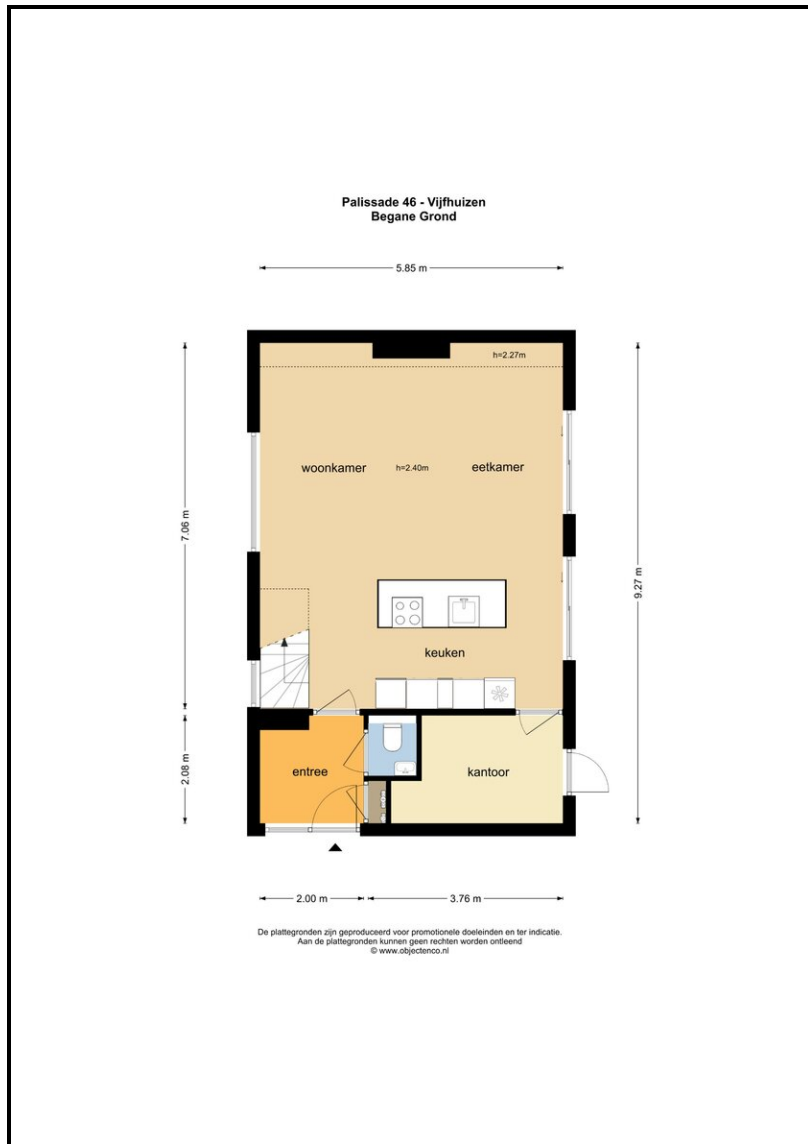 Palissade 46 - Vijfhuizen
Begane Grond
5.85 m
h=2.27m
woonkamer
h=2.40m
eetkamer
7.06 m
9.27 m
keuken
2.08 m
entree
kantoor
2.00 m
3.76 m
De plattegronden zijn geproduceerd voor promotionele doeleinden en ter indicatie.
Aan de plattegronden kunnen geen rechten worden ontleend
© www.objectenco.nl